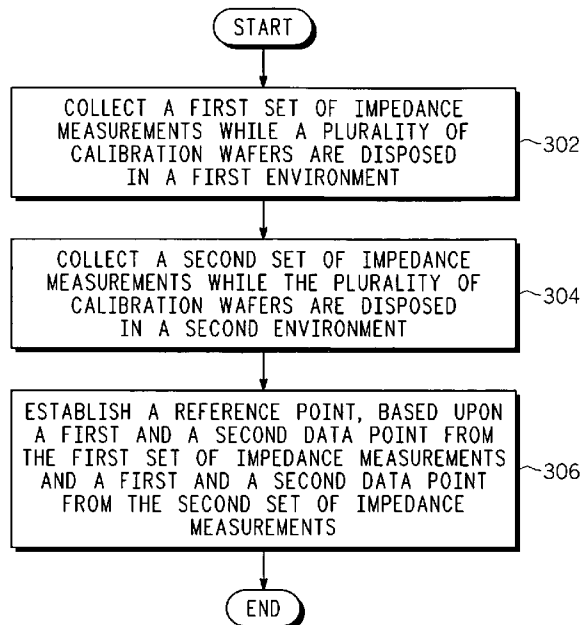 START
COLLECT A FIRST SET OF IMPEDANCE
MEASUREMENTS WHILE A PLURALITY OF
CALIBRATION WAFERS ARE DISPOSED
IN A FIRST ENVIRONMENT
302
COLLECT A SECOND SET OF IMPEDANCE
MEASUREMENTS WHILE THE PLURALITY OF
CALIBRATION WAFERS ARE DISPOSED
IN A SECOND ENVIRONMENT
304
ESTABLISH A REFERENCE POINT, BASED UPON
A FIRST AND A SECOND DATA POINT FROM
THE FIRST SET OF IMPEDANCE MEASUREMENTS
AND A FIRST AND A SECOND DATA POINT
FROM THE SECOND SET OF IMPEDANCE
MEASUREMENTS
306
END